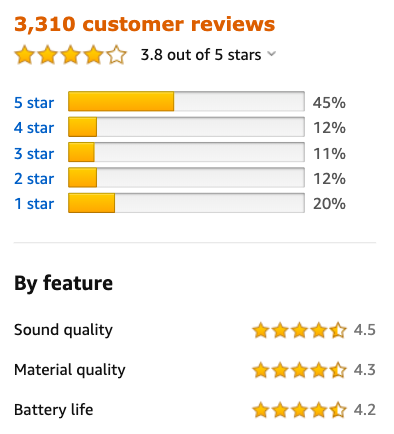 3,310 customer reviews
3.8 out of 5 stars
5 star 45%
4 star 12%
3 star 11%
2 star 12%
1 star 20%
By feature
Sound quality 4.5
Material quality 4.3
Battery life 4.2